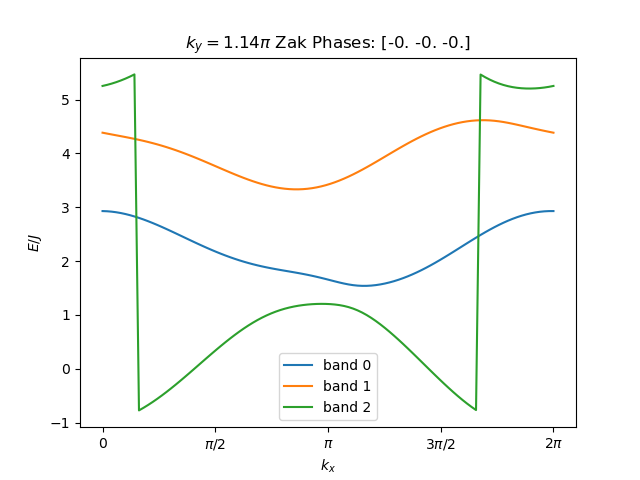 k_y = 1.14π Zak Phases: [-0. -0. -0.]
E/J
5
4
3
2
1
0
−1
band 0
band 1
band 2
0
π/2
π
3π/2
2π
k_x